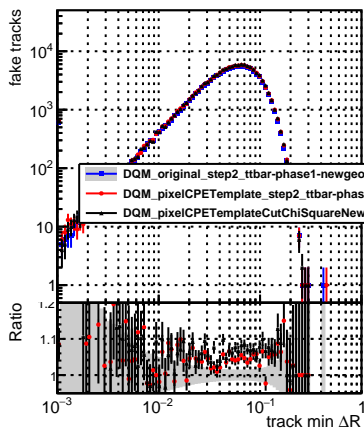 fake tracks
10⁴
10³
10²
DQM_original_step2_ttbar-phase1-newgeo
DQM_pixelCPETemplate_step2_ttbar-phas
DQM_pixelCPETemplateCutChiSquareNew
10
1
Ratio
1.2
1.1
1
10⁻³ 10⁻² 10⁻¹ 1
track min ΔR